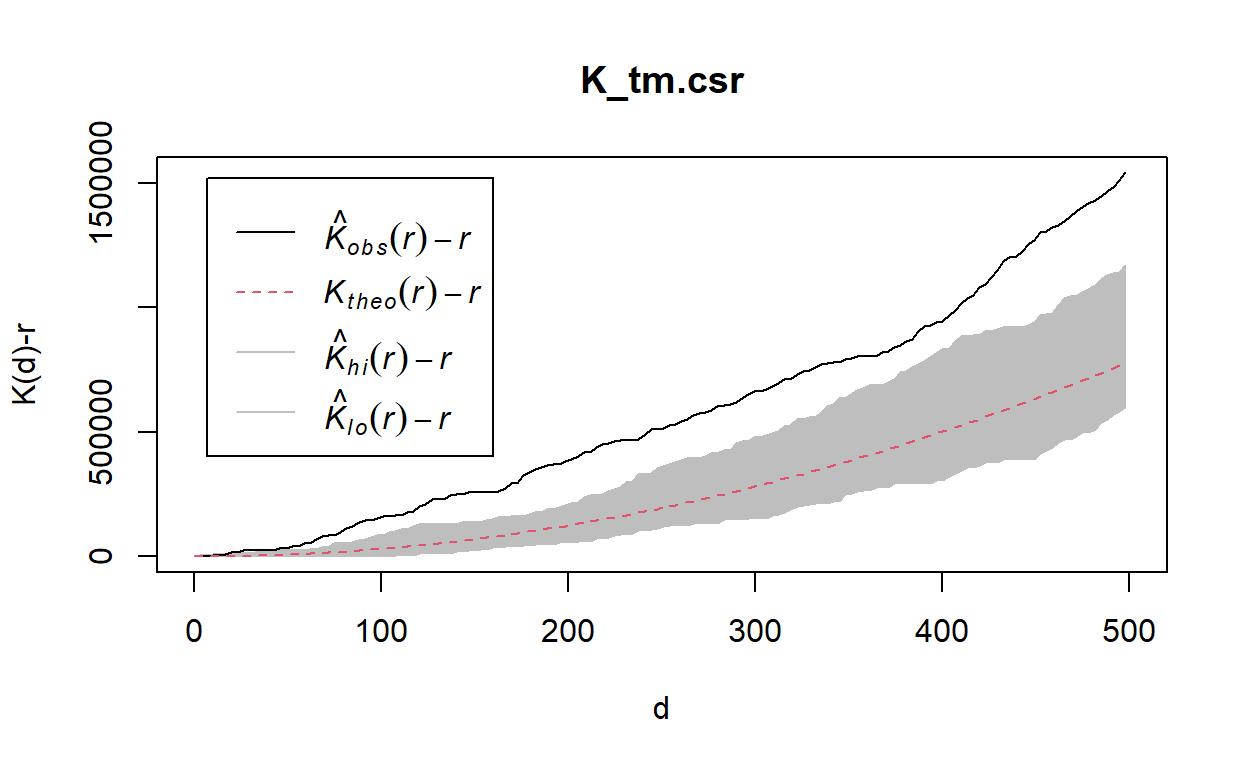 K_tm.csr
K(d)-r
1500000
500000
0
K̂obs(r) − r
Ktheo(r) − r
K̂hi(r) − r
K̂lo(r) − r
0 100 200 300 400 500
d